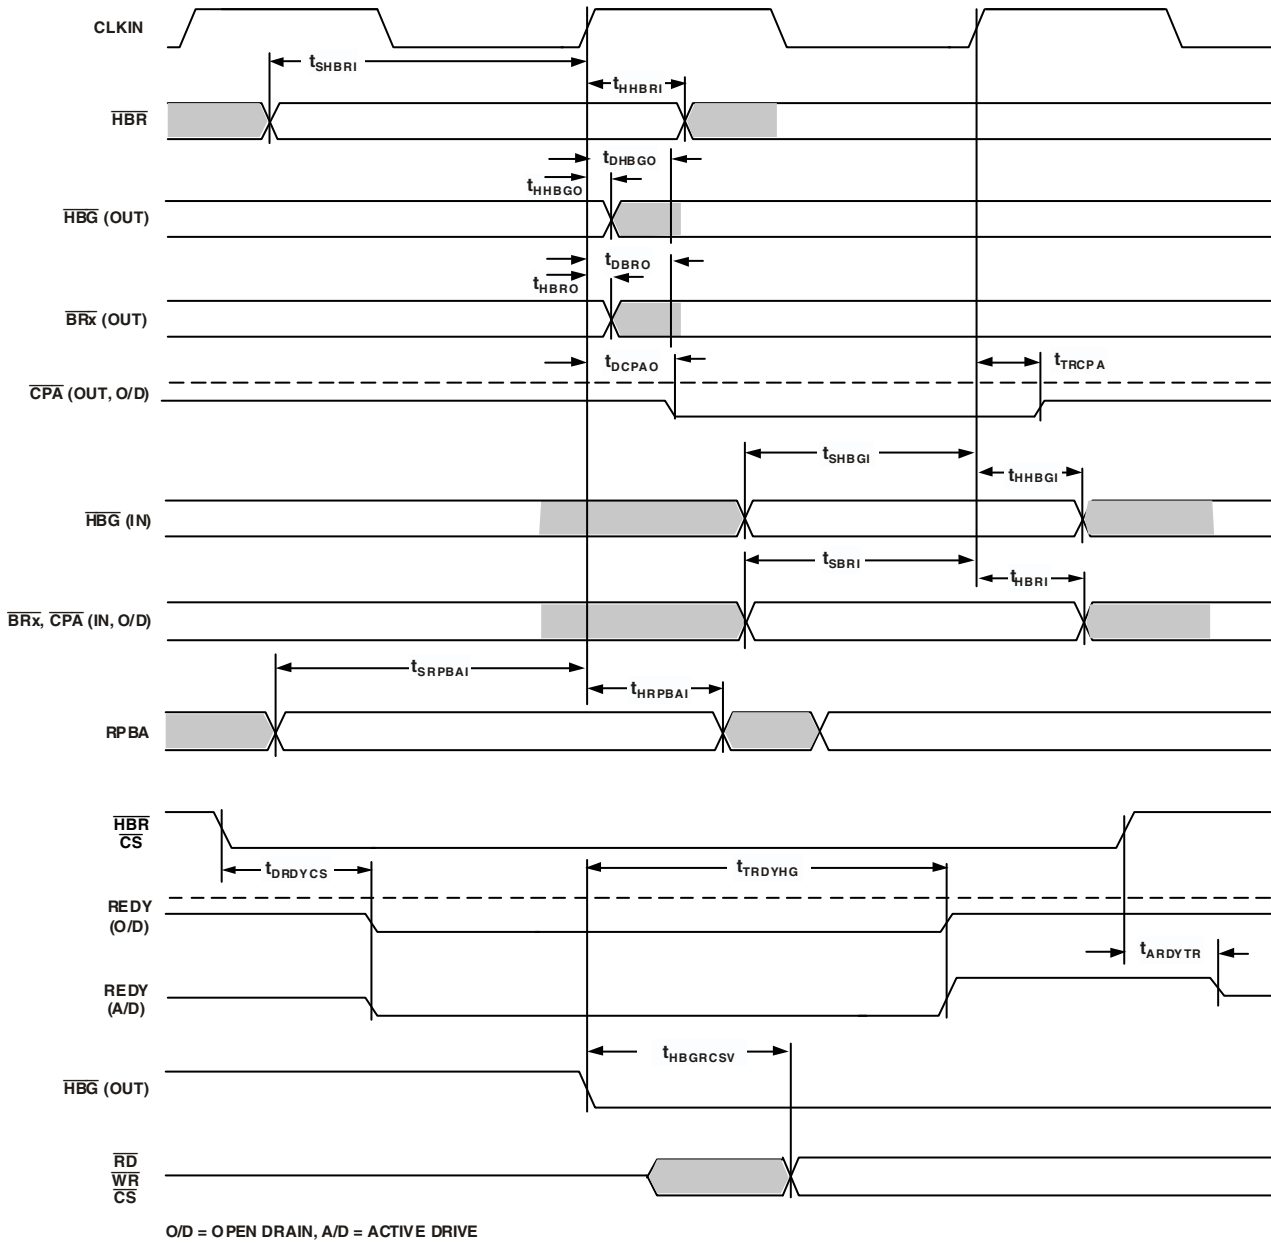 CLKIN
tSHBRI
tHHBRI
HBR
tDHBGO
tHHBGO
HBG (OUT)
tDBRO
tHBRO
BRx (OUT)
tDCPAO
tTRCPA
CPA (OUT, O/D)
tSHBGI
tHHBGI
HBG (IN)
tSBRI
tHBRI
BRx, CPA (IN, O/D)
tSRPBAI
tHRPBAI
RPBA
HBR
CS
tDRDYCS
tTRDYHG
REDY
(O/D)
tARDYTR
REDY
(A/D)
tHBGRCSV
HBG (OUT)
RD
WR
CS
O/D = OPEN DRAIN, A/D = ACTIVE DRIVE